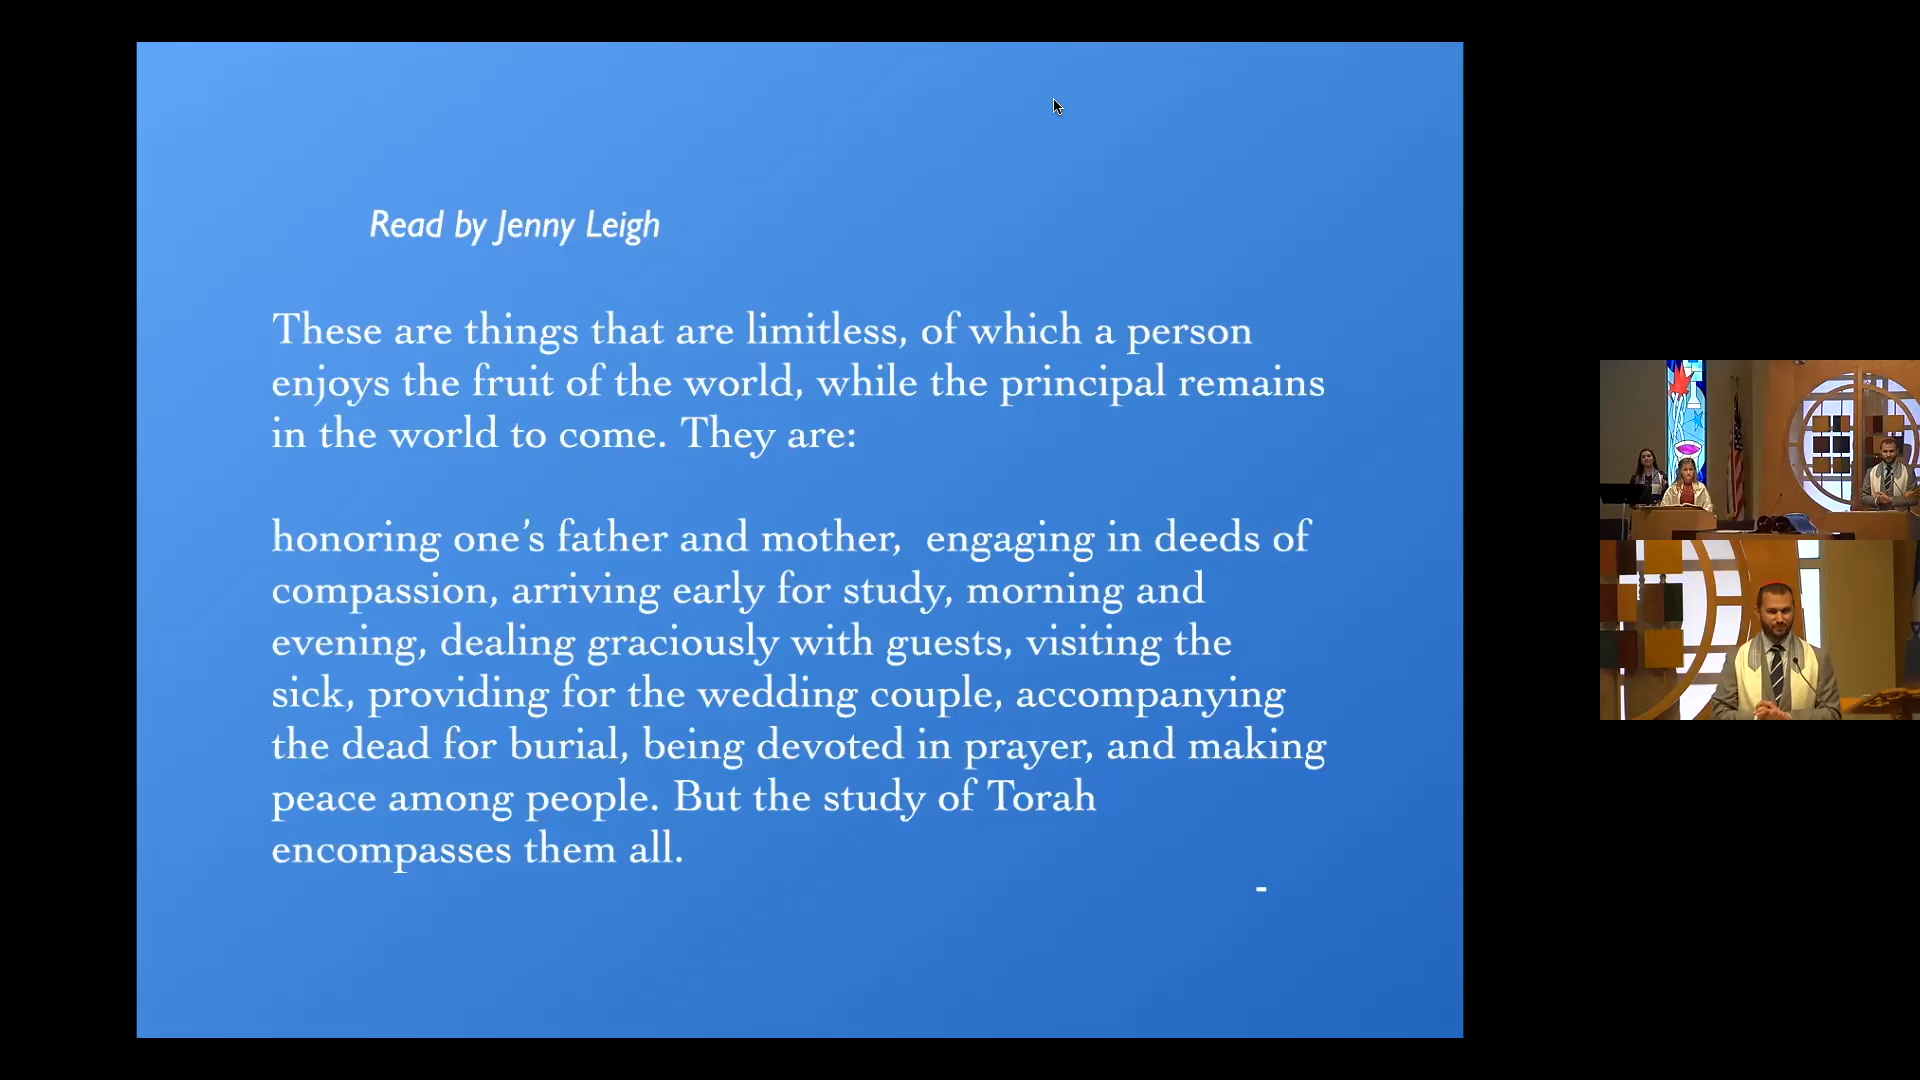 Read by Jenny Leigh
These are things that are limitless, of which a person
enjoys the fruit of the world, while the principal remains
in the world to come. They are:
honoring one’s father and mother,  engaging in deeds of
compassion, arriving early for study, morning and
evening, dealing graciously with guests, visiting the
sick, providing for the wedding couple, accompanying
the dead for burial, being devoted in prayer, and making
peace among people. But the study of Torah
encompasses them all.
-